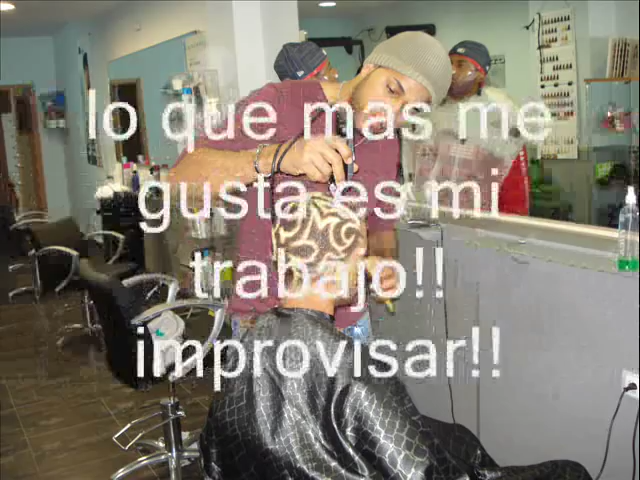 lo que mas me
gusta es mi
trabajo!!
improvisar!!